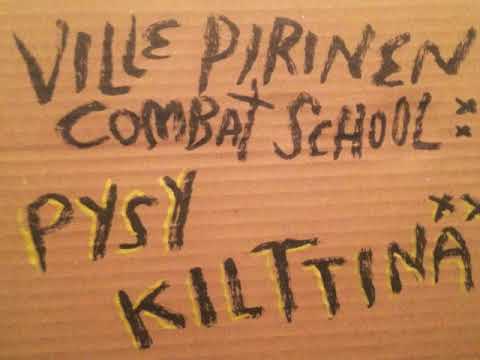 VILLE PIRINEN
COMBAT SCHOOL:
PYSY
KILTTINÄ